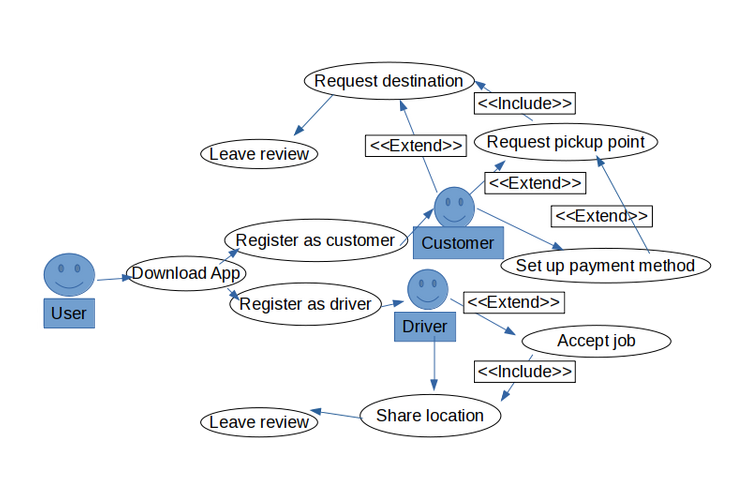 Request destination
<<Include>>
Request pickup point
<<Extend>>
Leave review
<<Extend>>
<<Extend>>
Register as customer
Customer
Set up payment method
Download App
User
Register as driver
<<Extend>>
Driver
Accept job
<<Include>>
Share location
Leave review